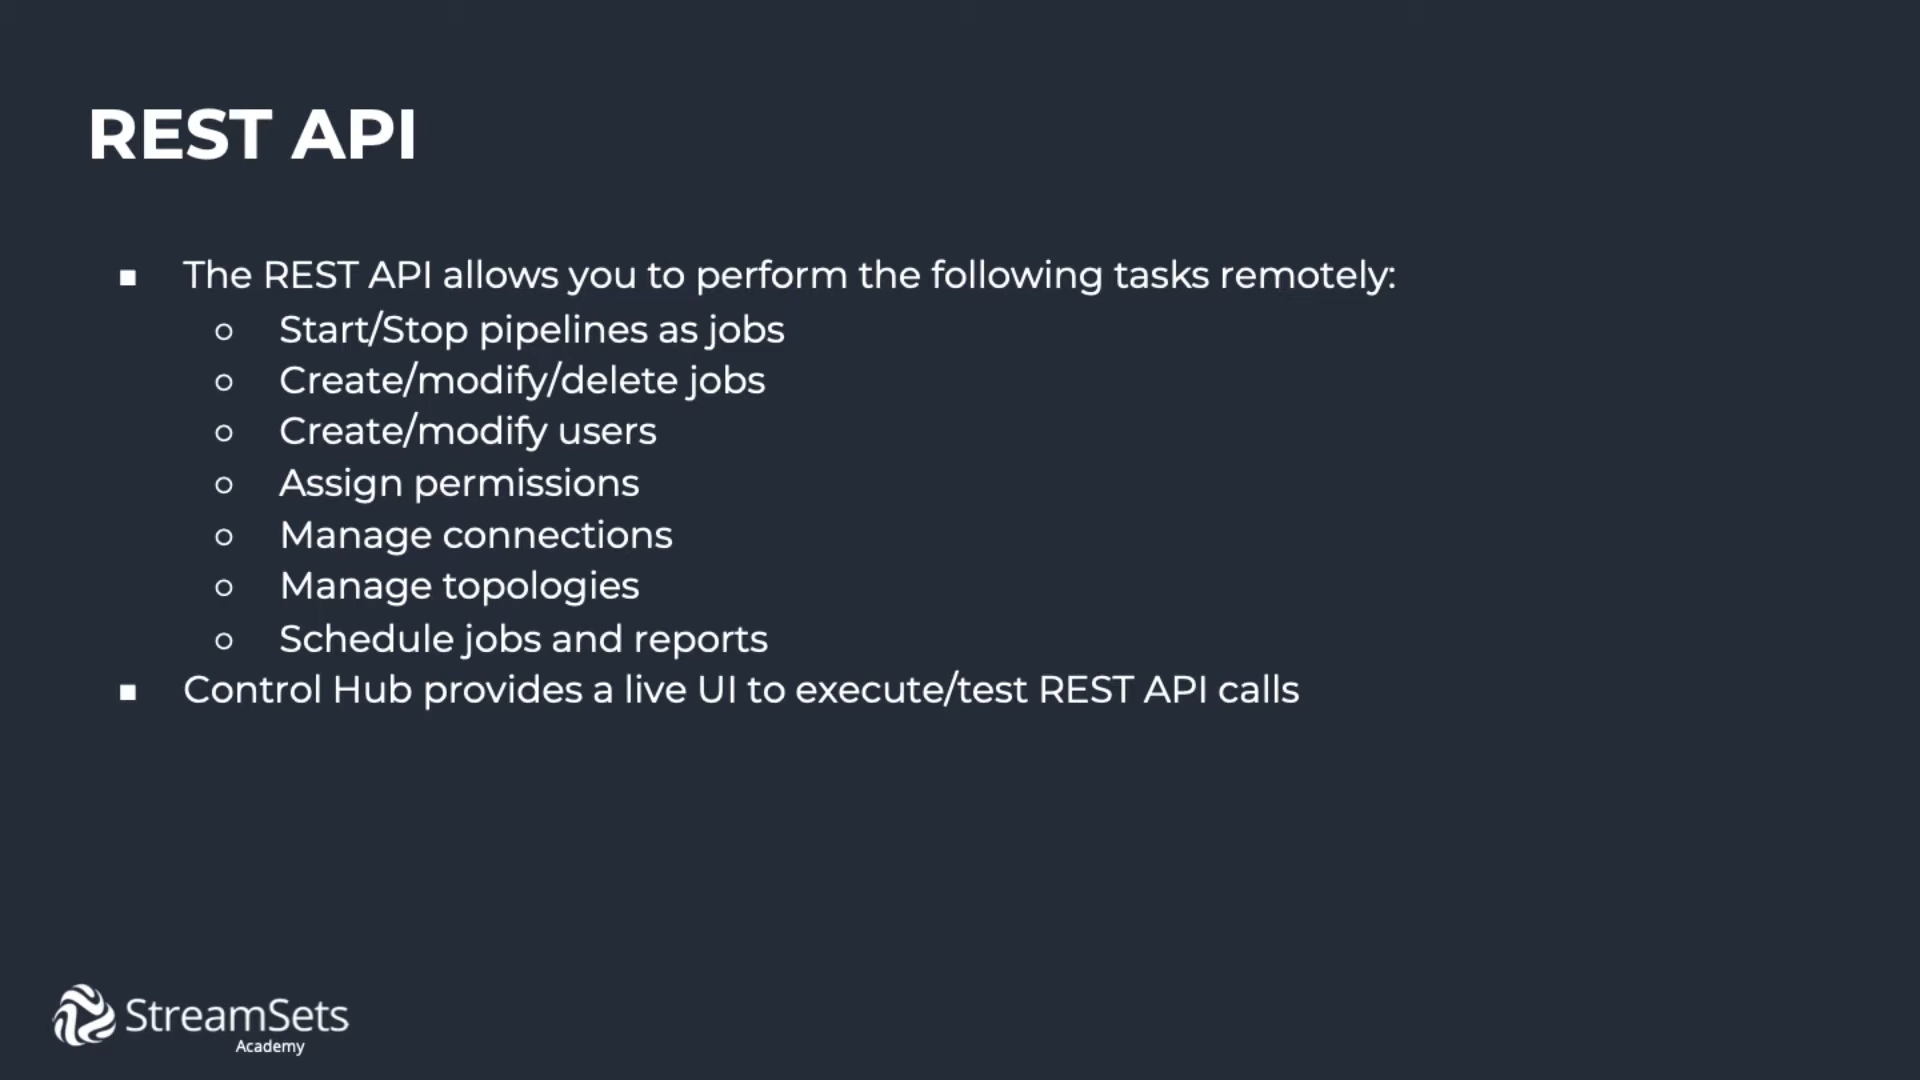 REST API
▪ The REST API allows you to perform the following tasks remotely:
○ Start/Stop pipelines as jobs
○ Create/modify/delete jobs
○ Create/modify users
○ Assign permissions
○ Manage connections
○ Manage topologies
○ Schedule jobs and reports
▪ Control Hub provides a live UI to execute/test REST API calls
StreamSets
Academy